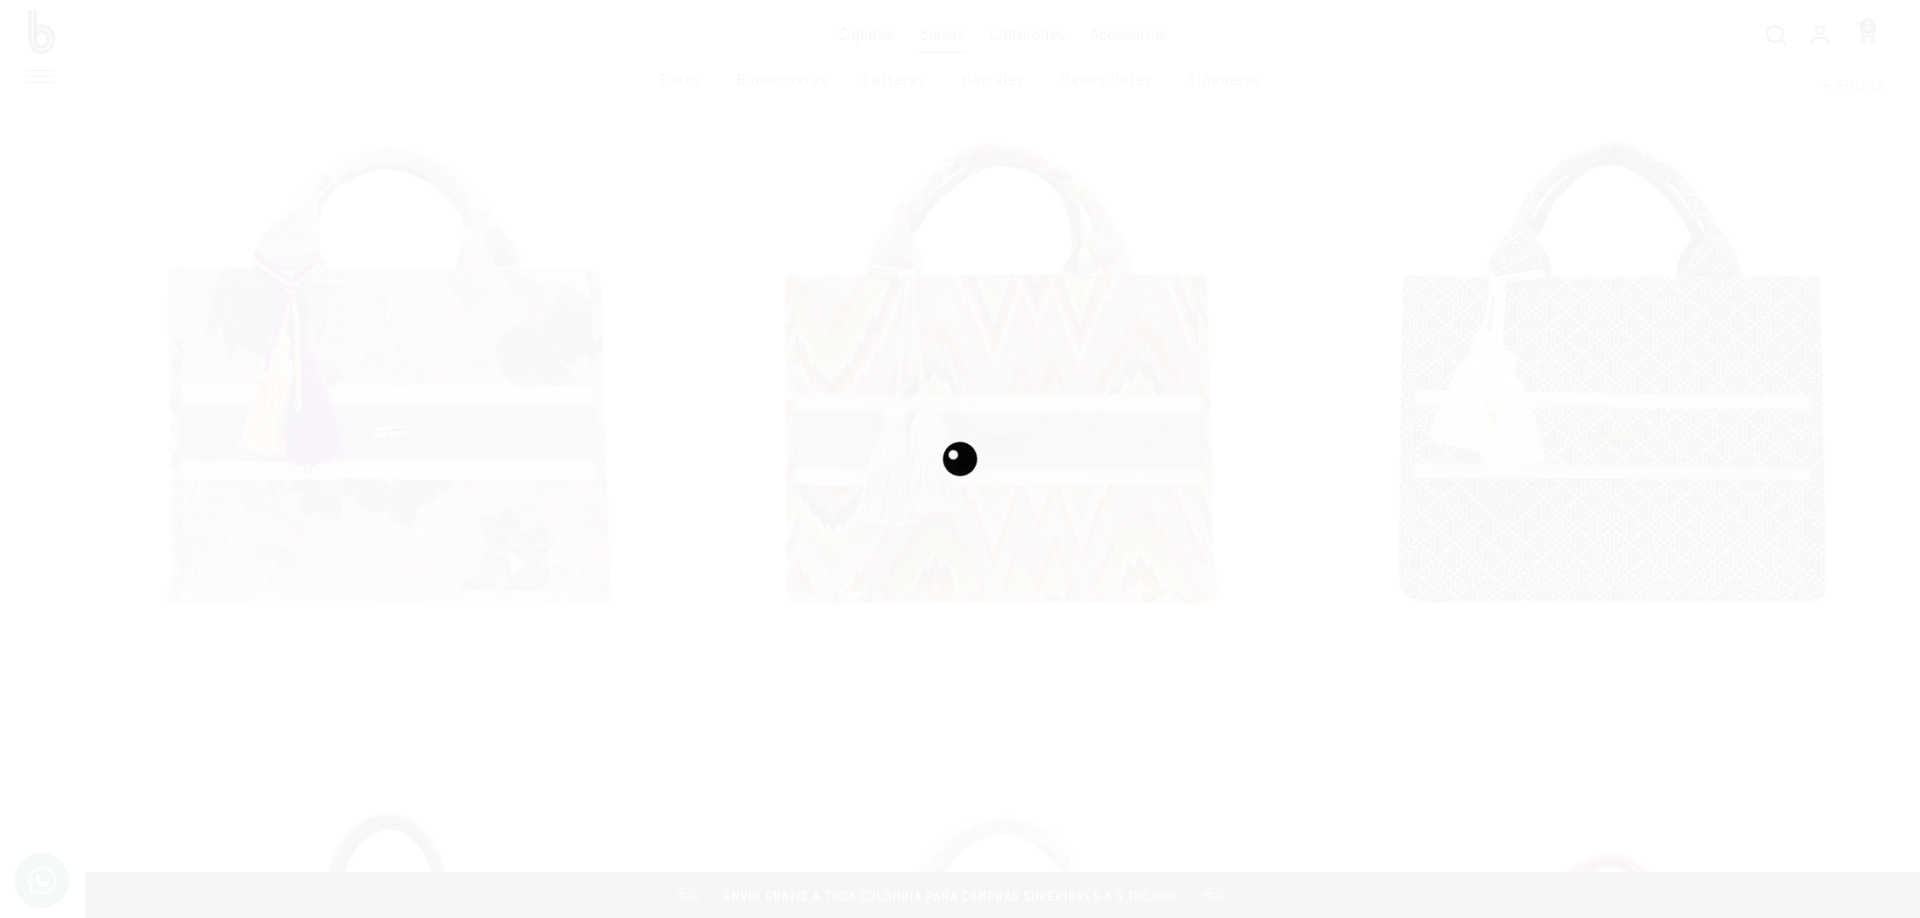 b
Zapatos Bolsos Cinturones Accesorios
Todos Bomboneras Carteras Morrales Manos libres Riñoneras
+ Filtros
ENVÍO GRATIS A TODA COLOMBIA PARA COMPRAS SUPERIORES A $ 100.000